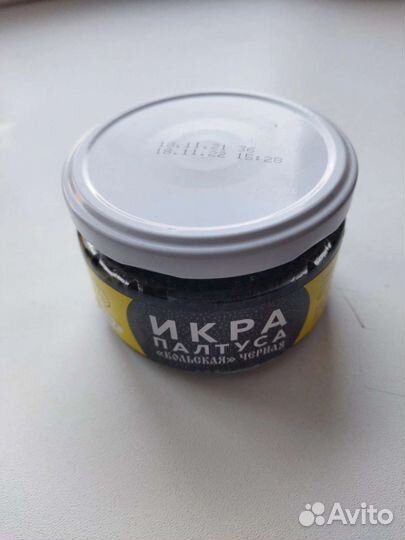 18.11.21 36
18.11.22 15:28
ИКРА
ПАЛТУСА
«КОЛЬСКАЯ» ЧЕРНАЯ
Avito